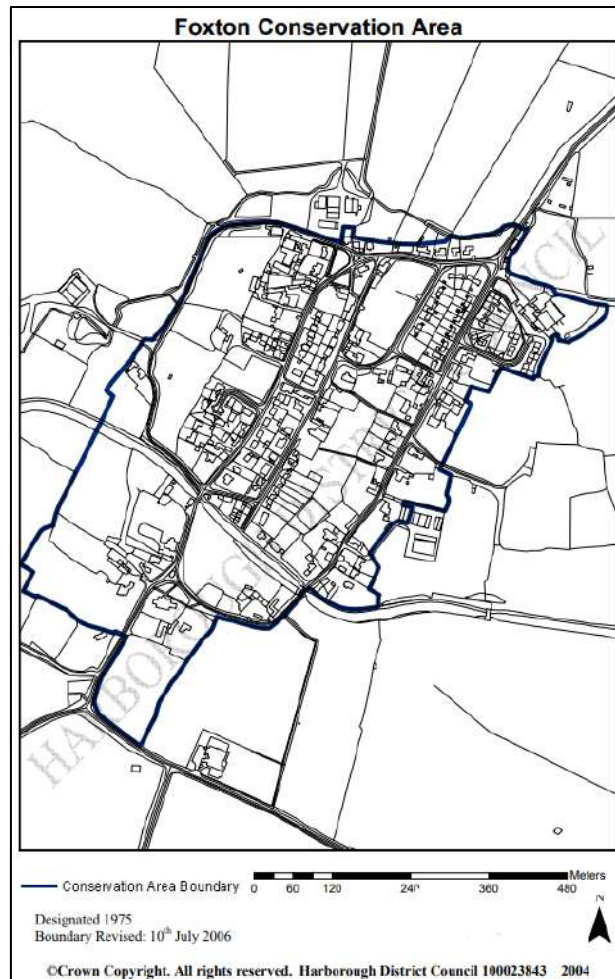 Foxton Conservation Area
HARBOROUGH DISTRICT COUNCIL
Conservation Area Boundary
Meters
0 30 60 120 240 360 480
N
Designated 1975
Boundary Revised: 10th July 2006
©Crown Copyright. All rights reserved. Harborough District Council 100023843 2004